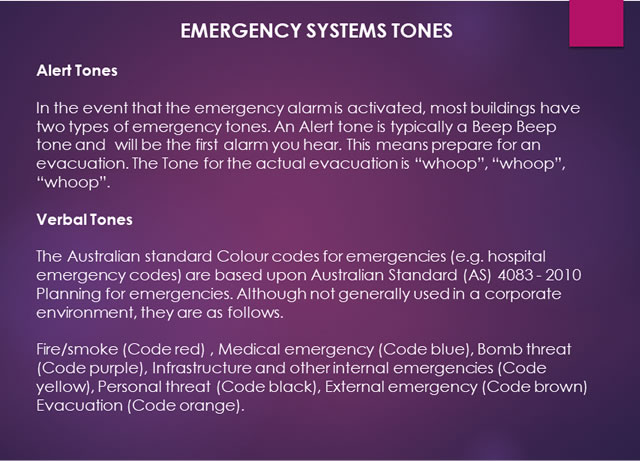 EMERGENCY SYSTEMS TONES
Alert Tones
In the event that the emergency alarm is activated, most buildings have
two types of emergency tones. An Alert tone is typically a Beep Beep
tone and  will be the first alarm you hear. This means prepare for an
evacuation. The Tone for the actual evacuation is “whoop”, “whoop”,
“whoop”.
Verbal Tones
The Australian standard Colour codes for emergencies (e.g. hospital
emergency codes) are based upon Australian Standard (AS) 4083 - 2010
Planning for emergencies. Although not generally used in a corporate
environment, they are as follows.
Fire/smoke (Code red) , Medical emergency (Code blue), Bomb threat
(Code purple), Infrastructure and other internal emergencies (Code
yellow), Personal threat (Code black), External emergency (Code brown)
Evacuation (Code orange).